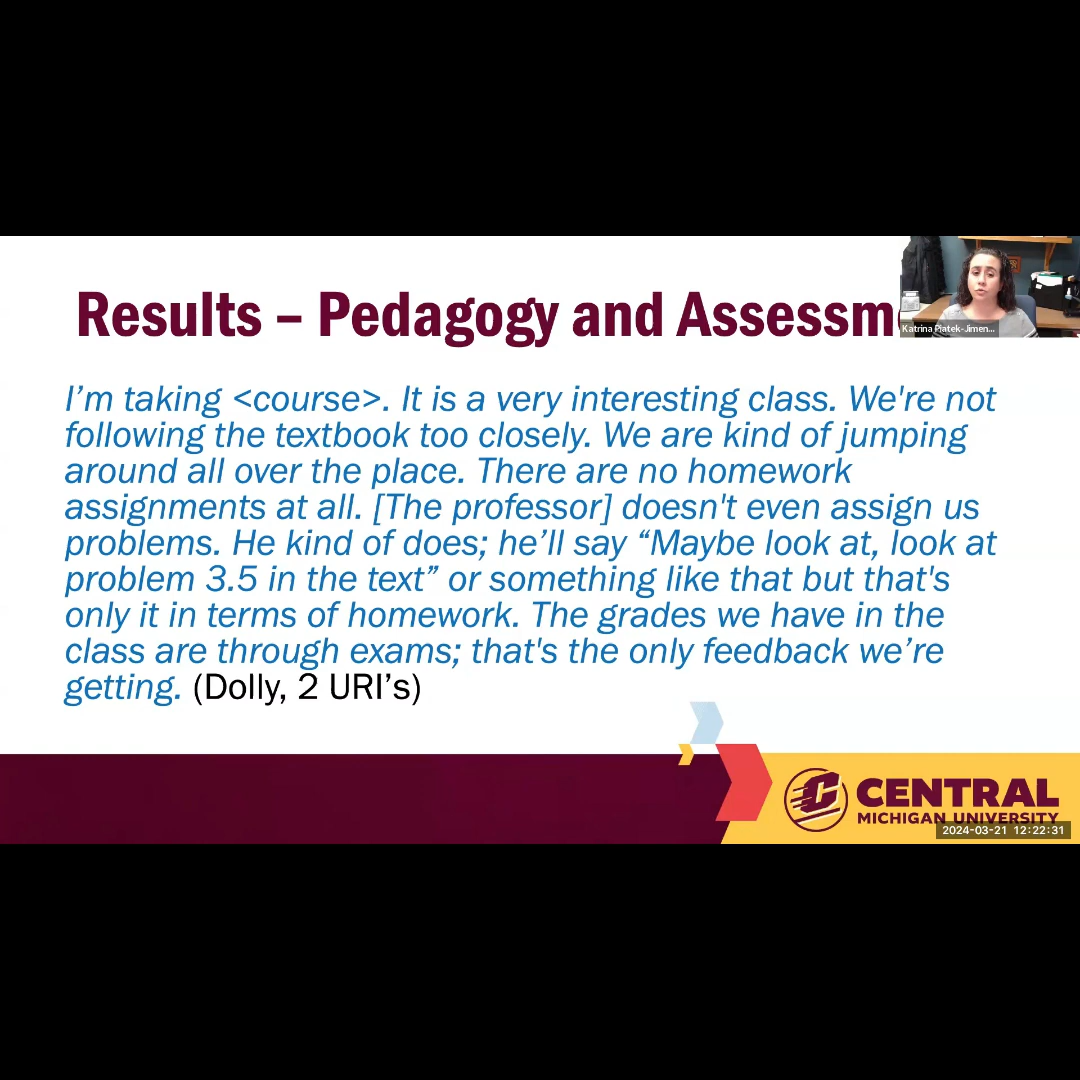 Results – Pedagogy and Assessm
Katrina Piatek-Jimen...
I’m taking <course>. It is a very interesting class. We're not
following the textbook too closely. We are kind of jumping
around all over the place. There are no homework
assignments at all. [The professor] doesn't even assign us
problems. He kind of does; he’ll say “Maybe look at, look at
problem 3.5 in the text” or something like that but that's
only it in terms of homework. The grades we have in the
class are through exams; that's the only feedback we’re
getting. (Dolly, 2 URI’s)
C
CENTRAL
MICHIGAN UNIVERSITY
2024-03-21 12:22:31